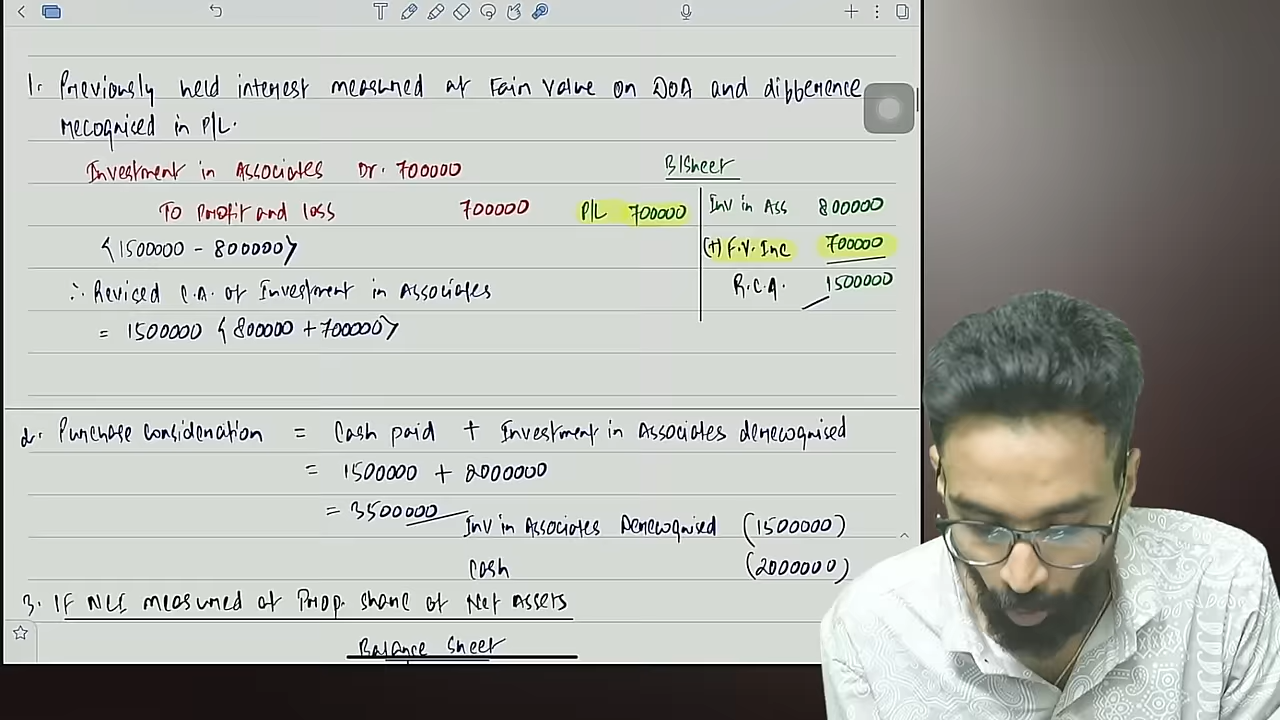 1. Previously held interest measured at Fair Value on DOA and difference
recognised in P/L.
Investment in Associates Dr. 700000
To Profit and loss 700000
{1500000 - 800000}
∴ Revised C.A. of Investment in Associates
= 1500000 {800000 + 700000}
B/Sheet
P/L 700000
Inv in Ass 800000
(+) F.V. Inc 700000
R.C.A. 1500000
2. Purchase consideration = Cash paid + Investment in Associates derecognised
= 1500000 + 2000000
= 3500000
Inv in Associates Derecognised (1500000)
Cash (2000000)
3. IF NCI measured at Prop. share of Net Assets
Balance Sheet